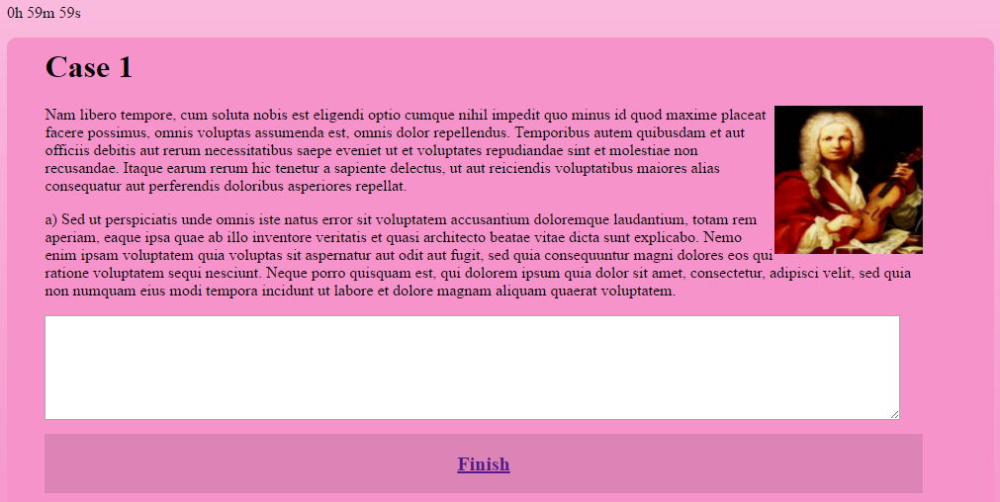 0h 59m 59s
Case 1
Nam libero tempore, cum soluta nobis est eligendi optio cumque nihil impedit quo minus id quod maxime placeat
facere possimus, omnis voluptas assumenda est, omnis dolor repellendus. Temporibus autem quibusdam et aut
officiis debitis aut rerum necessitatibus saepe eveniet ut et voluptates repudiandae sint et molestiae non
recusandae. Itaque earum rerum hic tenetur a sapiente delectus, ut aut reiciendis voluptatibus maiores alias
consequatur aut perferendis doloribus asperiores repellat.
a) Sed ut perspiciatis unde omnis iste natus error sit voluptatem accusantium doloremque laudantium, totam rem
aperiam, eaque ipsa quae ab illo inventore veritatis et quasi architecto beatae vitae dicta sunt explicabo. Nemo
enim ipsam voluptatem quia voluptas sit aspernatur aut odit aut fugit, sed quia consequuntur magni dolores eos qui
ratione voluptatem sequi nesciunt. Neque porro quisquam est, qui dolorem ipsum quia dolor sit amet, consectetur, adipisci velit, sed quia
non numquam eius modi tempora incidunt ut labore et dolore magnam aliquam quaerat voluptatem.
Finish